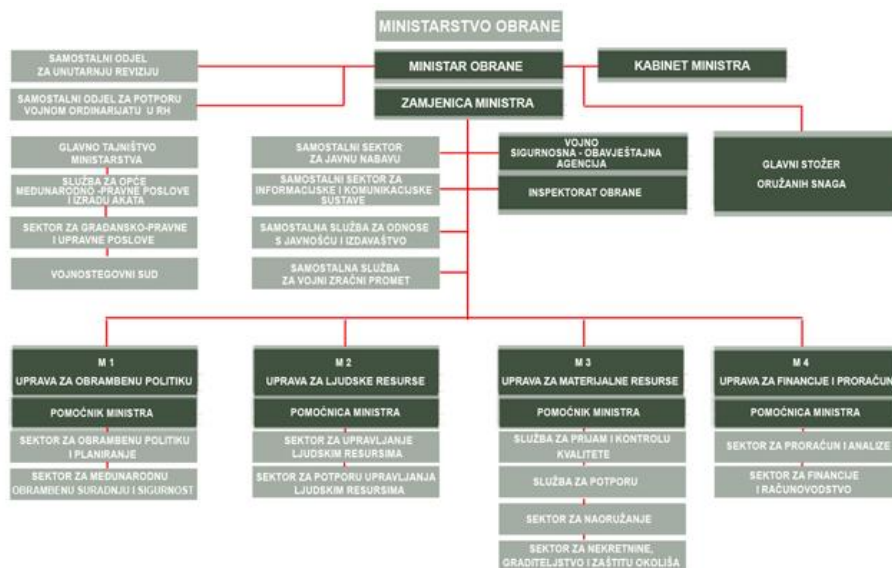 MINISTARSTVO OBRANE
SAMOSTALNI ODJEL
ZA UNUTARNJU REVIZIJU
MINISTAR OBRANE
KABINET MINISTRA
SAMOSTALNI ODJEL ZA POTPORU
VOJNOM ORDINARIJATU U RH
ZAMJENICA MINISTRA
GLAVNO TAJNIŠTVO
MINISTARSTVA
SLUŽBA ZA OPĆE
MEĐUNARODNO -PRAVNE POSLOVE
I IZRADU AKATA
SEKTOR ZA GRAĐANSKO-PRAVNE
I UPRAVNE POSLOVE
VOJNOSTEGOVNI SUD
SAMOSTALNI SEKTOR
ZA JAVNU NABAVU
SAMOSTALNI SEKTOR ZA
INFORMACIJSKE I KOMUNIKACIJSKE
SUSTAVE
SAMOSTALNA SLUŽBA ZA ODNOSE
S JAVNOŠĆU I IZDAVAŠTVO
SAMOSTALNA SLUŽBA
ZA VOJNI ZRAČNI PROMET
VOJNO
SIGURNOSNA - OBAVJEŠTAJNA
AGENCIJA
INSPEKTORAT OBRANE
GLAVNI STOŽER
ORUŽANIH SNAGA
M 1
UPRAVA ZA OBRAMBENU POLITIKU
POMOĆNIK MINISTRA
SEKTOR ZA OBRAMBENU POLITIKU
I PLANIRANJE
SEKTOR ZA MEĐUNARODNU
OBRAMBENU SURADNJU I SIGURNOST
M 2
UPRAVA ZA LJUDSKE RESURSE
POMOĆNICA MINISTRA
SEKTOR ZA UPRAVLJANJE
LJUDSKIM RESURSIMA
SEKTOR ZA POTPORU UPRAVLJANJA
LJUDSKIM RESURSIMA
M 3
UPRAVA ZA MATERIJALNE RESURSE
POMOĆNIK MINISTRA
SLUŽBA ZA PRIJAM I KONTROLU
KVALITETE
SLUŽBA ZA POTPORU
SEKTOR ZA NAORUŽANJE
SEKTOR ZA NEKRETNINE,
GRADITELJSTVO I ZAŠTITU OKOLIŠA
M 4
UPRAVA ZA FINANCIJE I PRORAČUN
POMOĆNICA MINISTRA
SEKTOR ZA PRORAČUN I ANALIZE
SEKTOR ZA FINANCIJE
I RAČUNOVODSTVO